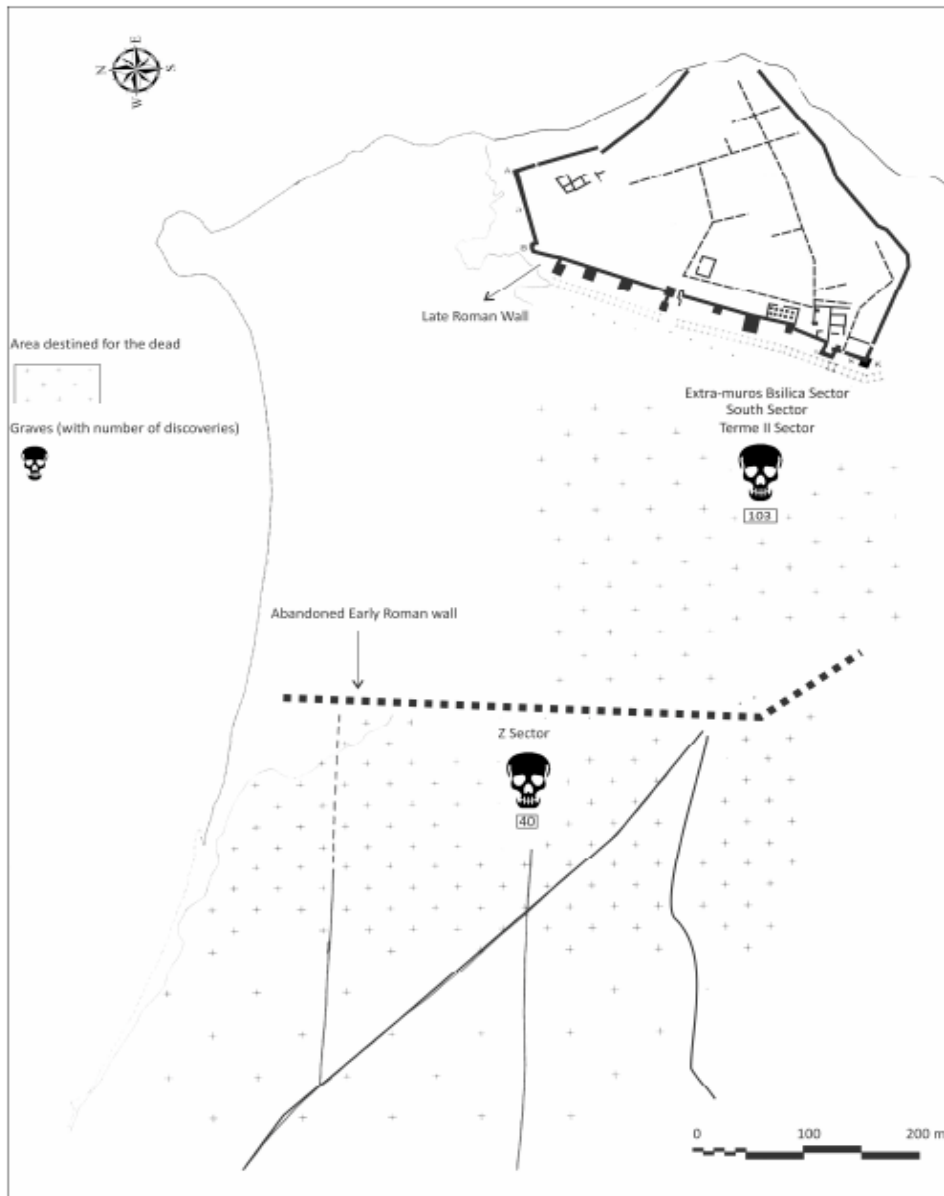 E
N
S
W
A
B
K
Late Roman Wall
Area destined for the dead
Graves (with number of discoveries)
Extra-muros Bsilica Sector
South Sector
Terme II Sector
103
Abandoned Early Roman wall
Z Sector
40
0 100 200 m